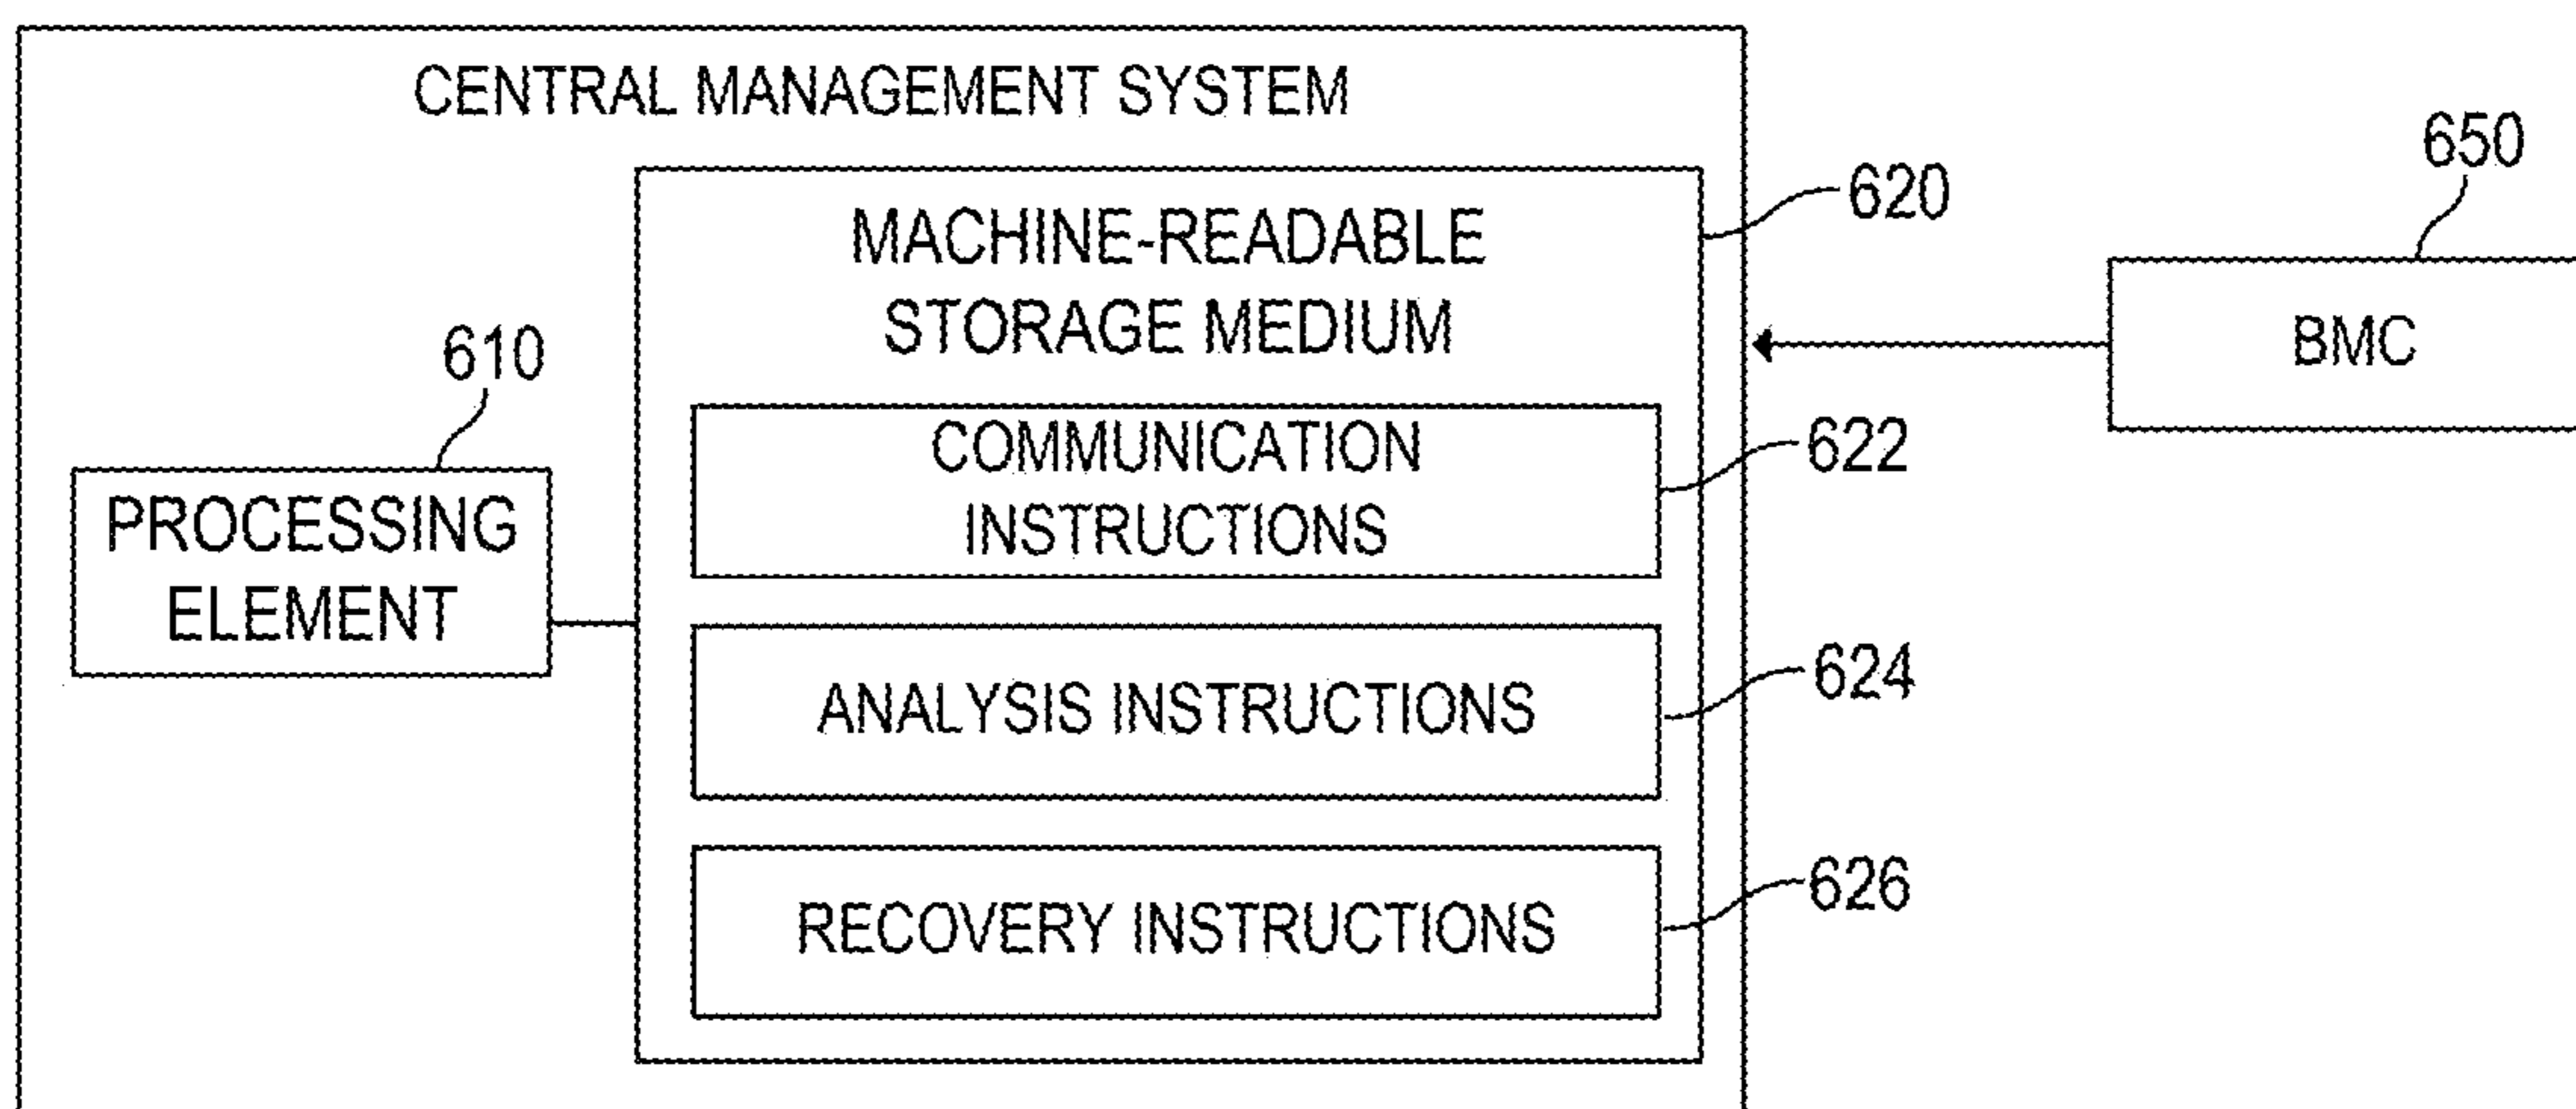 CENTRAL MANAGEMENT SYSTEM
650
620
MACHINE-READABLE
STORAGE MEDIUM
BMC
610
COMMUNICATION
INSTRUCTIONS
622
PROCESSING
ELEMENT
ANALYSIS INSTRUCTIONS
624
RECOVERY INSTRUCTIONS
626